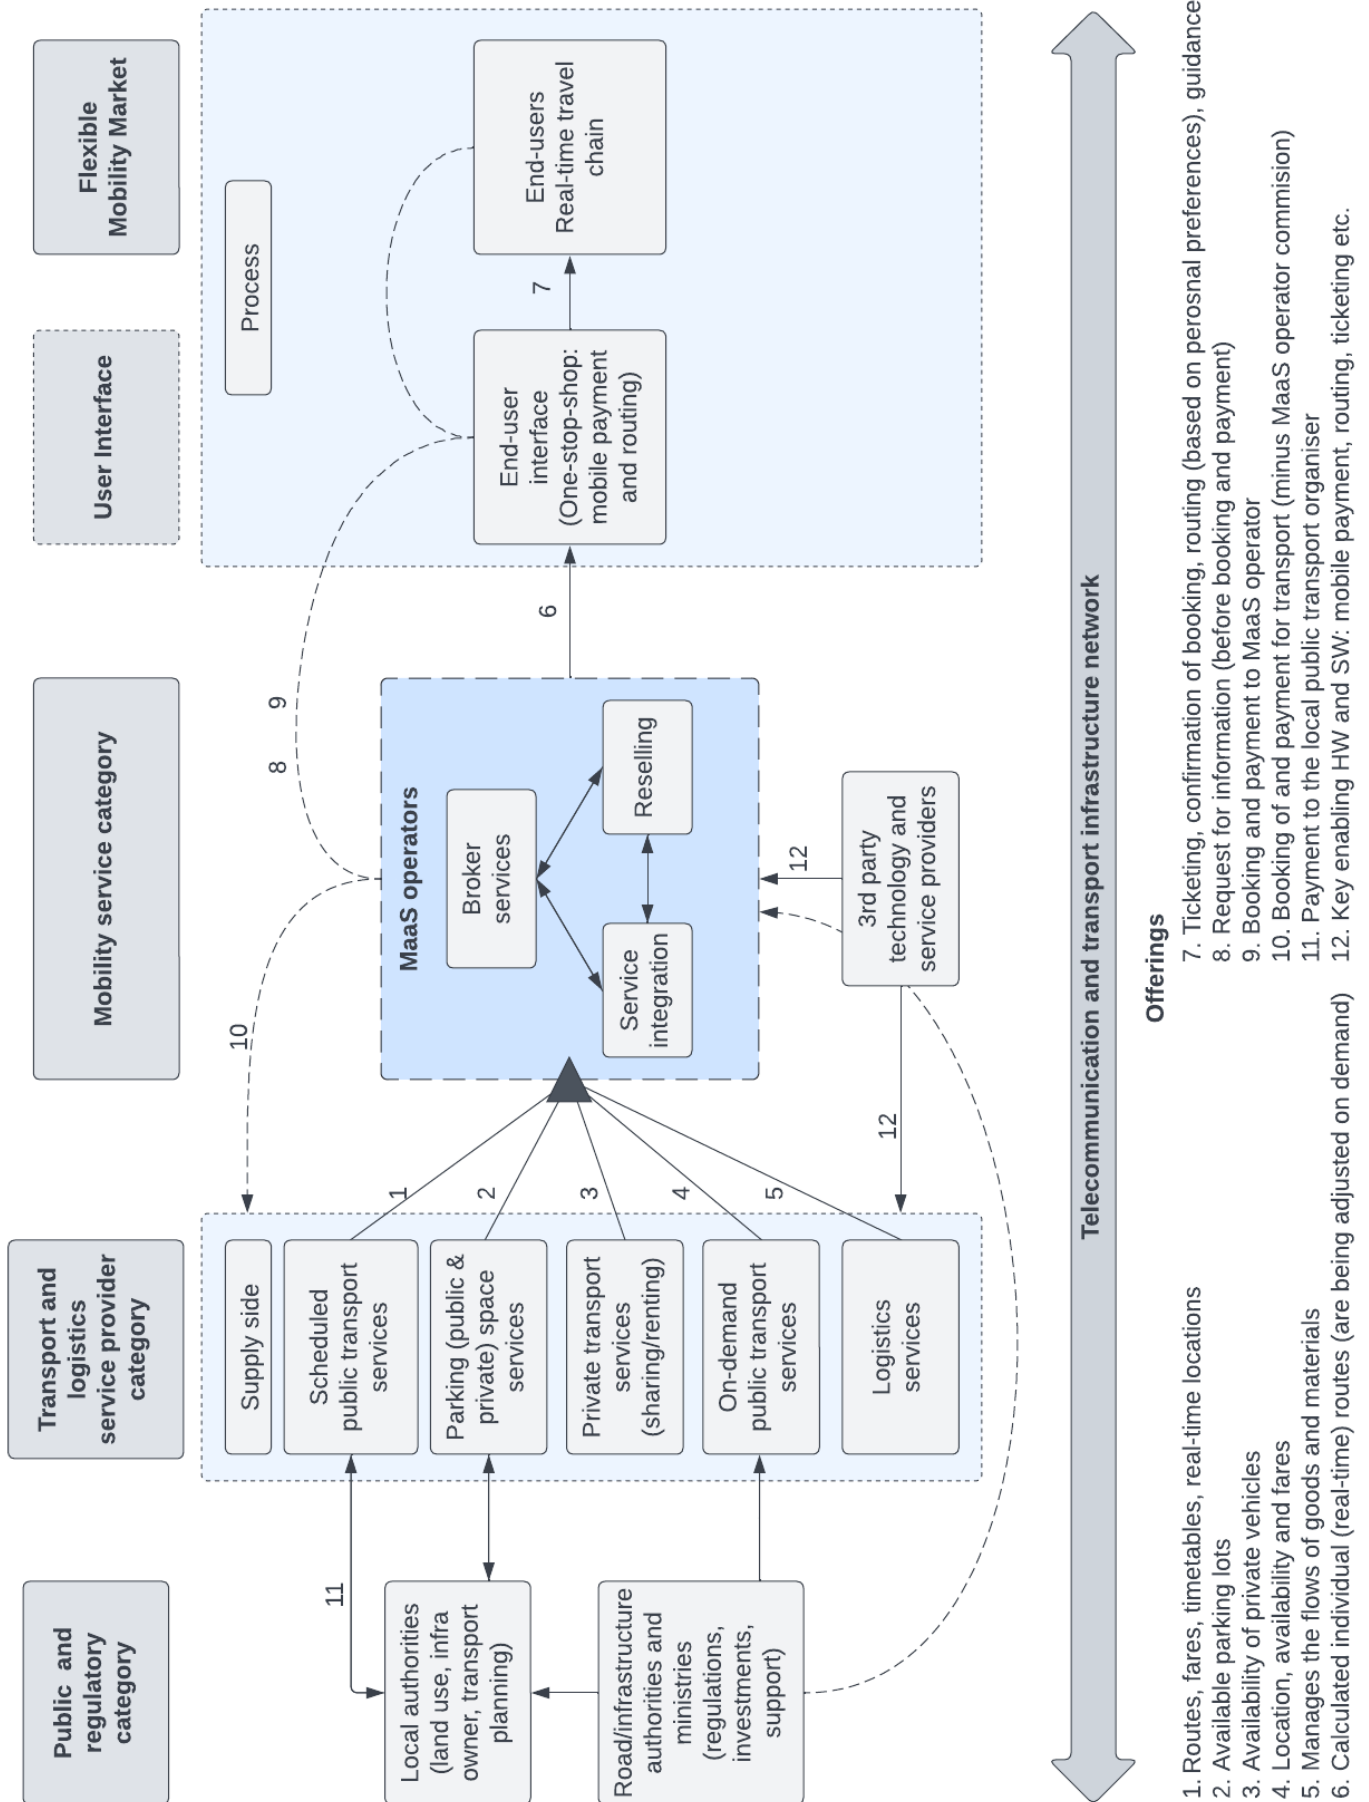 Public and
regulatory
category
Transport and
logistics
service provider
category
Mobility service category
User Interface
Flexible
Mobility Market
Local authorities
(land use, infra
owner, transport
planning)
Road/infrastructure
authorities and
ministries
(regulations,
investments,
support)
11
Supply side
Scheduled
public transport
services
Parking (public &
private) space
services
Private transport
services
(sharing/renting)
On-demand
public transport
services
Logistics
services
1
2
3
4
5
10
12
MaaS operators
Broker
services
Service
integration
Reselling
12
3rd party
technology and
service providers
8
9
6
Process
End-user
interface
(One-stop-shop:
mobile payment
and routing)
7
End-users
Real-time travel
chain
Telecommunication and transport infrastructure network
Offerings
1. Routes, fares, timetables, real-time locations
2. Available parking lots
3. Availability of private vehicles
4. Location, availability and fares
5. Manages the flows of goods and materials
6. Calculated individual (real-time) routes (are being adjusted on demand)
7. Ticketing, confirmation of booking, routing (based on perosnal preferences), guidance
8. Request for information (before booking and payment)
9. Booking and payment to MaaS operator
10. Booking of and payment for transport (minus MaaS operator commision)
11. Payment to the local public transport organiser
12. Key enabling HW and SW: mobile payment, routing, ticketing etc.